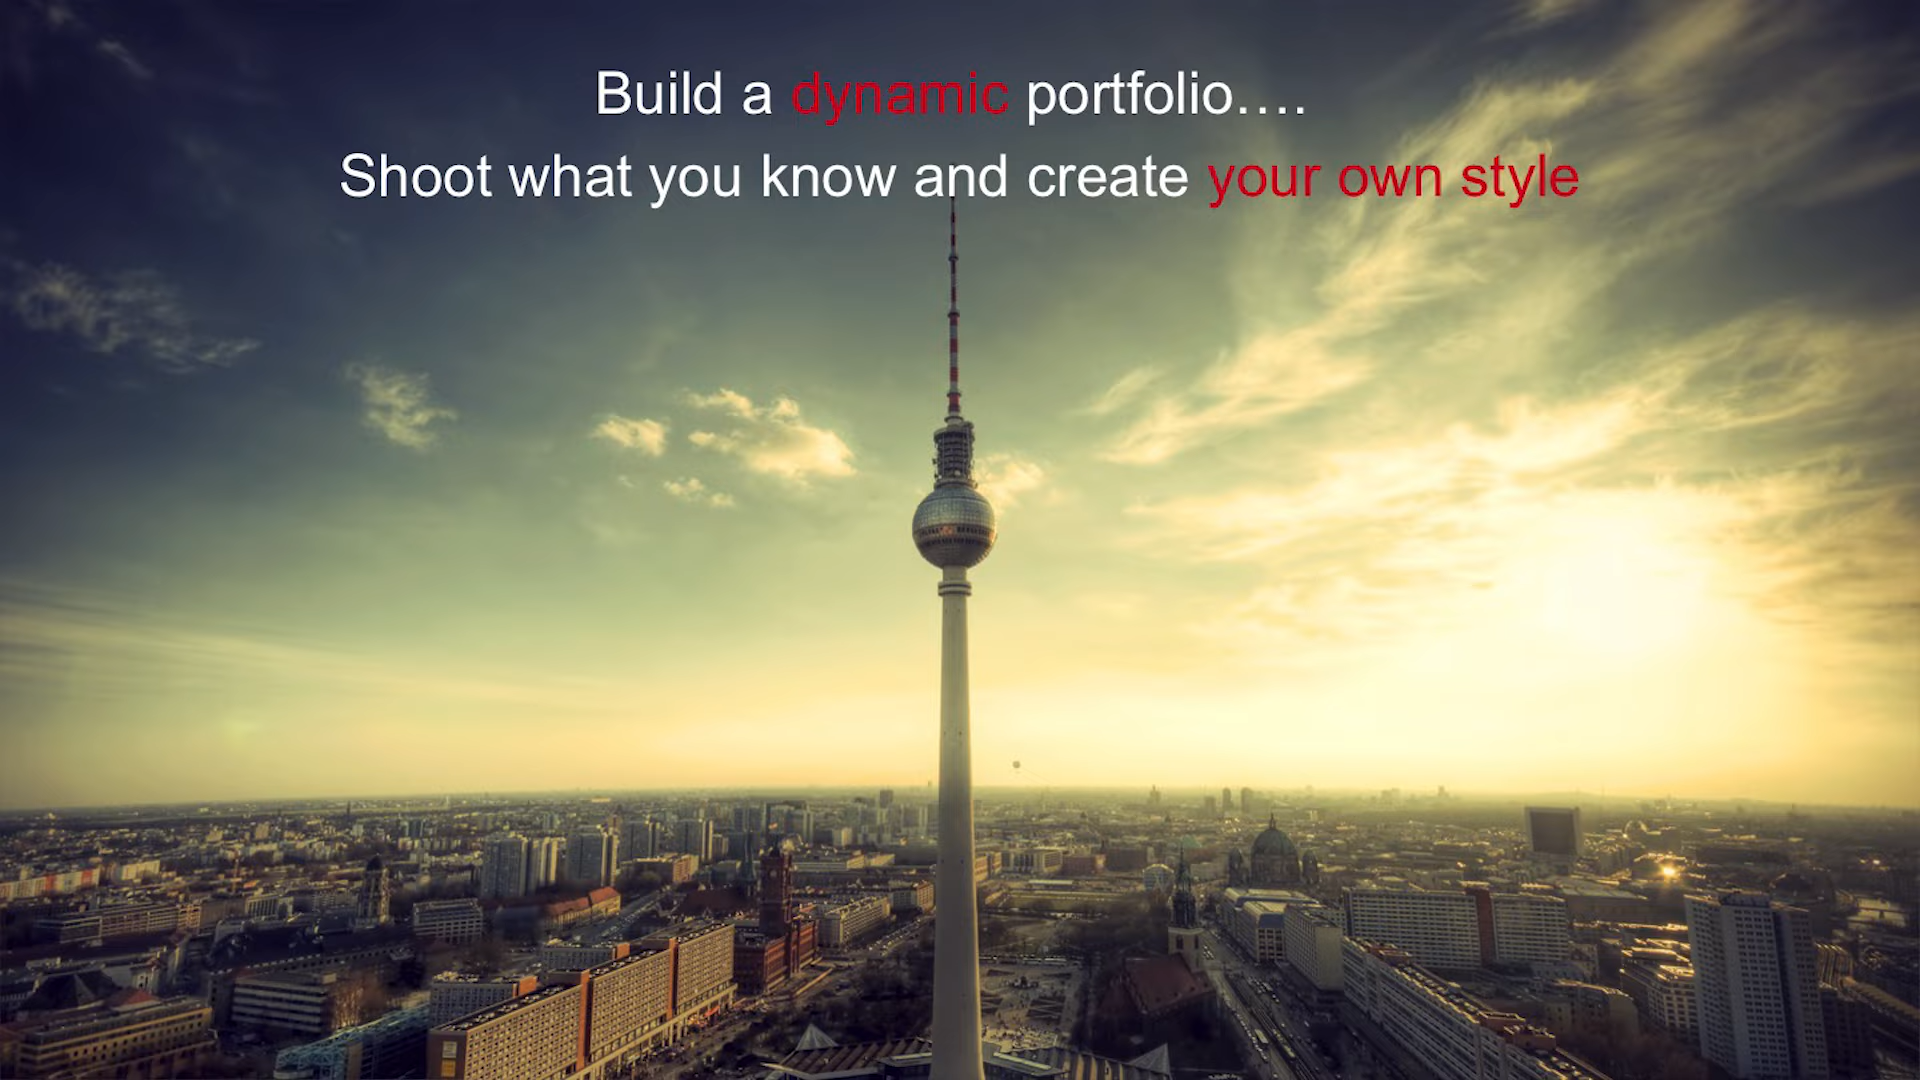 Build a dynamic portfolio….
Shoot what you know and create your own style